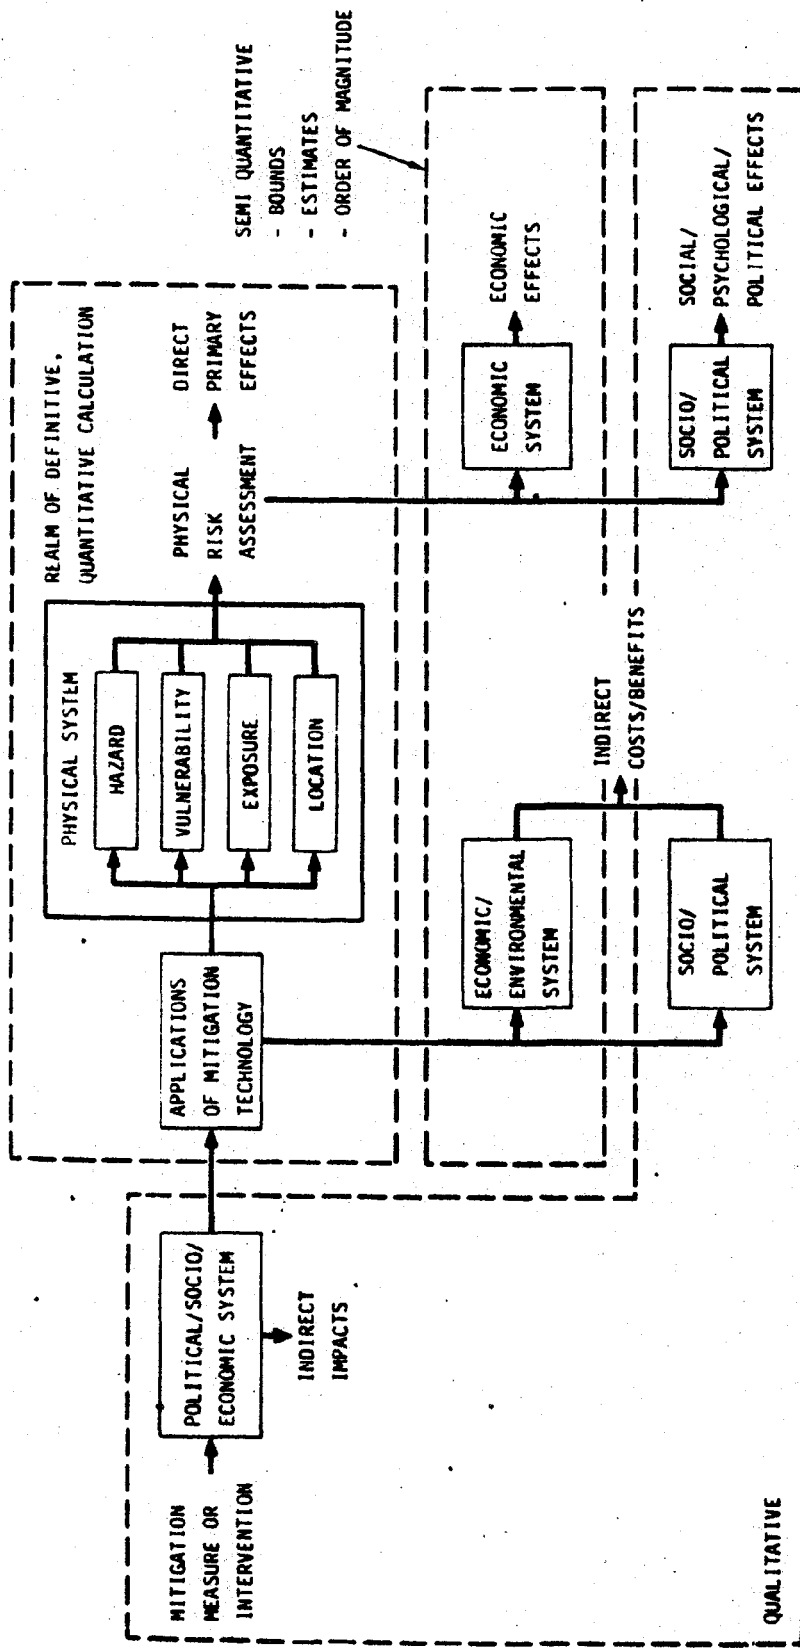 MITIGATION
MEASURE OR
INTERVENTION
POLITICAL/SOCIO/
ECONOMIC SYSTEM
INDIRECT
IMPACTS
QUALITATIVE
APPLICATIONS
OF MITIGATION
TECHNOLOGY
REALM OF DEFINITIVE,
QUANTITATIVE CALCULATION
PHYSICAL SYSTEM
HAZARD
VULNERABILITY
EXPOSURE
LOCATION
PHYSICAL
RISK
ASSESSMENT
DIRECT
PRIMARY
EFFECTS
SEMI QUANTITATIVE
- BOUNDS
- ESTIMATES
- ORDER OF MAGNITUDE
ECONOMIC/
ENVIRONMENTAL
SYSTEM
SOCIO/
POLITICAL
SYSTEM
INDIRECT
COSTS/BENEFITS
ECONOMIC
SYSTEM
ECONOMIC
EFFECTS
SOCIO/
POLITICAL
SYSTEM
SOCIAL/
PSYCHOLOGICAL/
POLITICAL EFFECTS